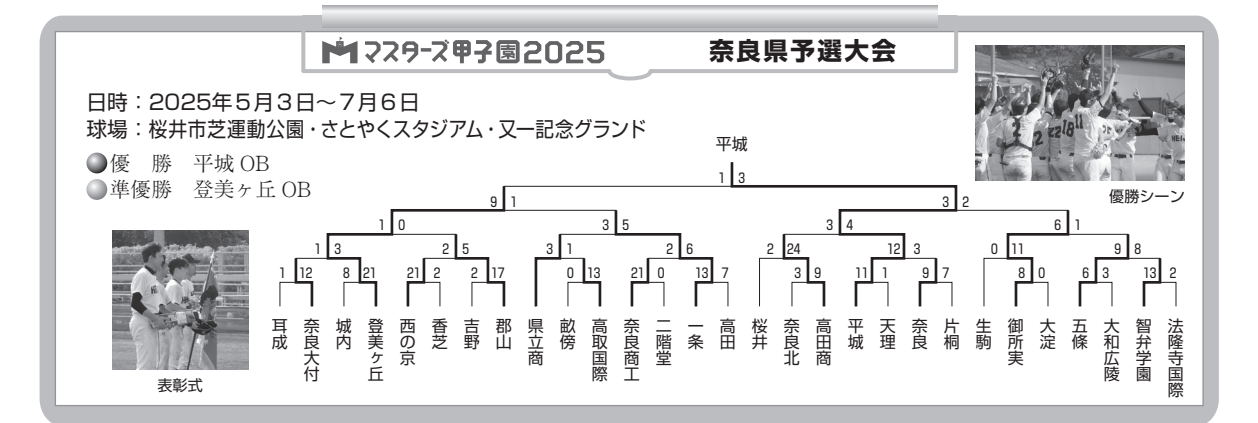 マスターズ甲子園2025 奈良県予選大会
日時：2025年5月3日～7月6日
球場：桜井市芝運動公園・さとやくスタジアム・又一記念グランド
●優　勝　平城 OB
●準優勝　登美ヶ丘 OB
平城
優勝シーン
1 3
9 1 3 2
1 0 3 5 3 4 6 1
1 3 2 5 3 1 2 6 2 24 12 3 0 11 9 8
1 12 8 21 21 2 2 17 0 13 21 0 13 7 3 9 11 1 9 7 8 0 6 3 13 2
耳成
奈良大付
城内
登美ヶ丘
西の京
香芝
吉野
郡山
県立商
畝傍
高取国際
奈良商工
二階堂
一条
高田
桜井
奈良北
高田商
平城
天理
奈良
片桐
生駒
御所実
大淀
五條
大和広陵
智弁学園
法隆寺国際
表彰式